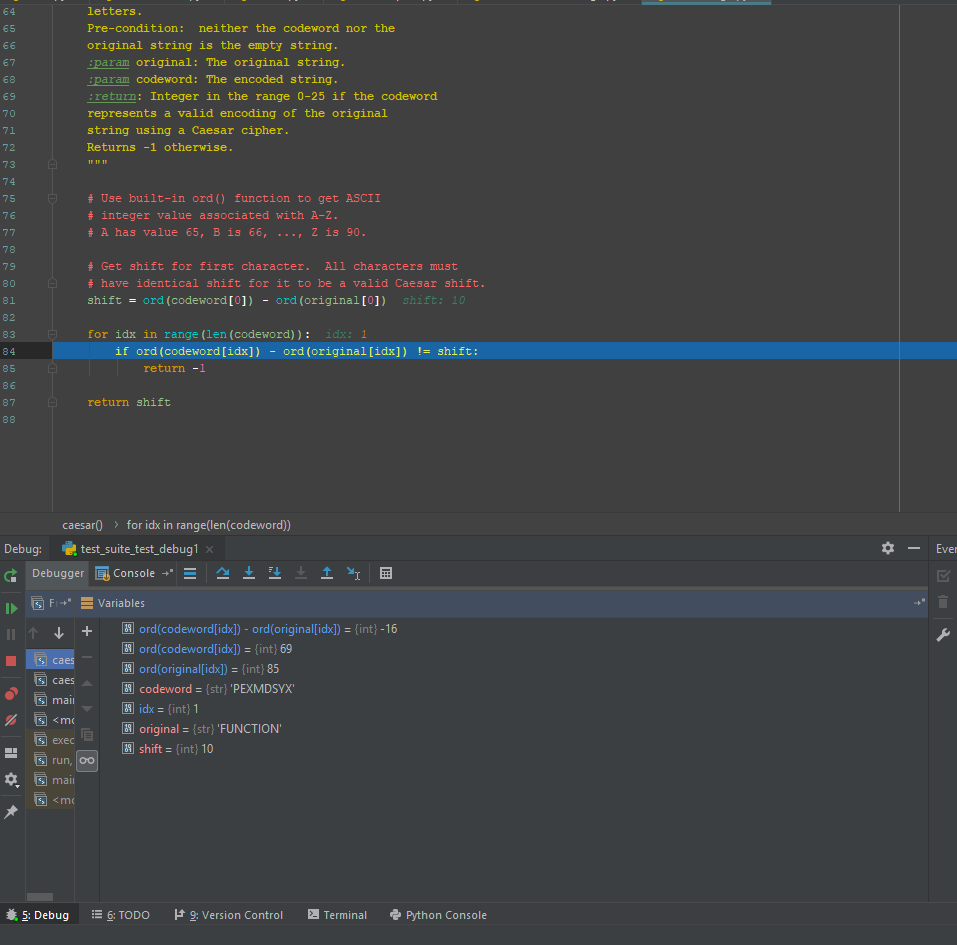 64 letters.
65 Pre-condition:  neither the codeword nor the
66 original string is the empty string.
67 :param original: The original string.
68 :param codeword: The encoded string.
69 :return: Integer in the range 0-25 if the codeword
70 represents a valid encoding of the original
71 string using a Caesar cipher.
72 Returns -1 otherwise.
73 """
74
75 # Use built-in ord() function to get ASCII
76 # integer value associated with A-Z.
77 # A has value 65, B is 66, ..., Z is 90.
78
79 # Get shift for first character.  All characters must
80 # have identical shift for it to be a valid Caesar shift.
81 shift = ord(codeword[0]) - ord(original[0])  shift: 10
82
83 for idx in range(len(codeword)):  idx: 1
84 if ord(codeword[idx]) - ord(original[idx]) != shift:
85 return -1
86
87 return shift
88
caesar() › for idx in range(len(codeword))
Debug: test_suite_test_debug1 × Ever
Debugger Console
F Variables
ord(codeword[idx]) - ord(original[idx]) = {int} -16
ord(codeword[idx]) = {int} 69
ord(original[idx]) = {int} 85
codeword = {str} 'PEXMDSYX'
idx = {int} 1
original = {str} 'FUNCTION'
shift = {int} 10
caes
caes
mair
<mo
exec
run,
mair
<mo
5: Debug 6: TODO 9: Version Control Terminal Python Console